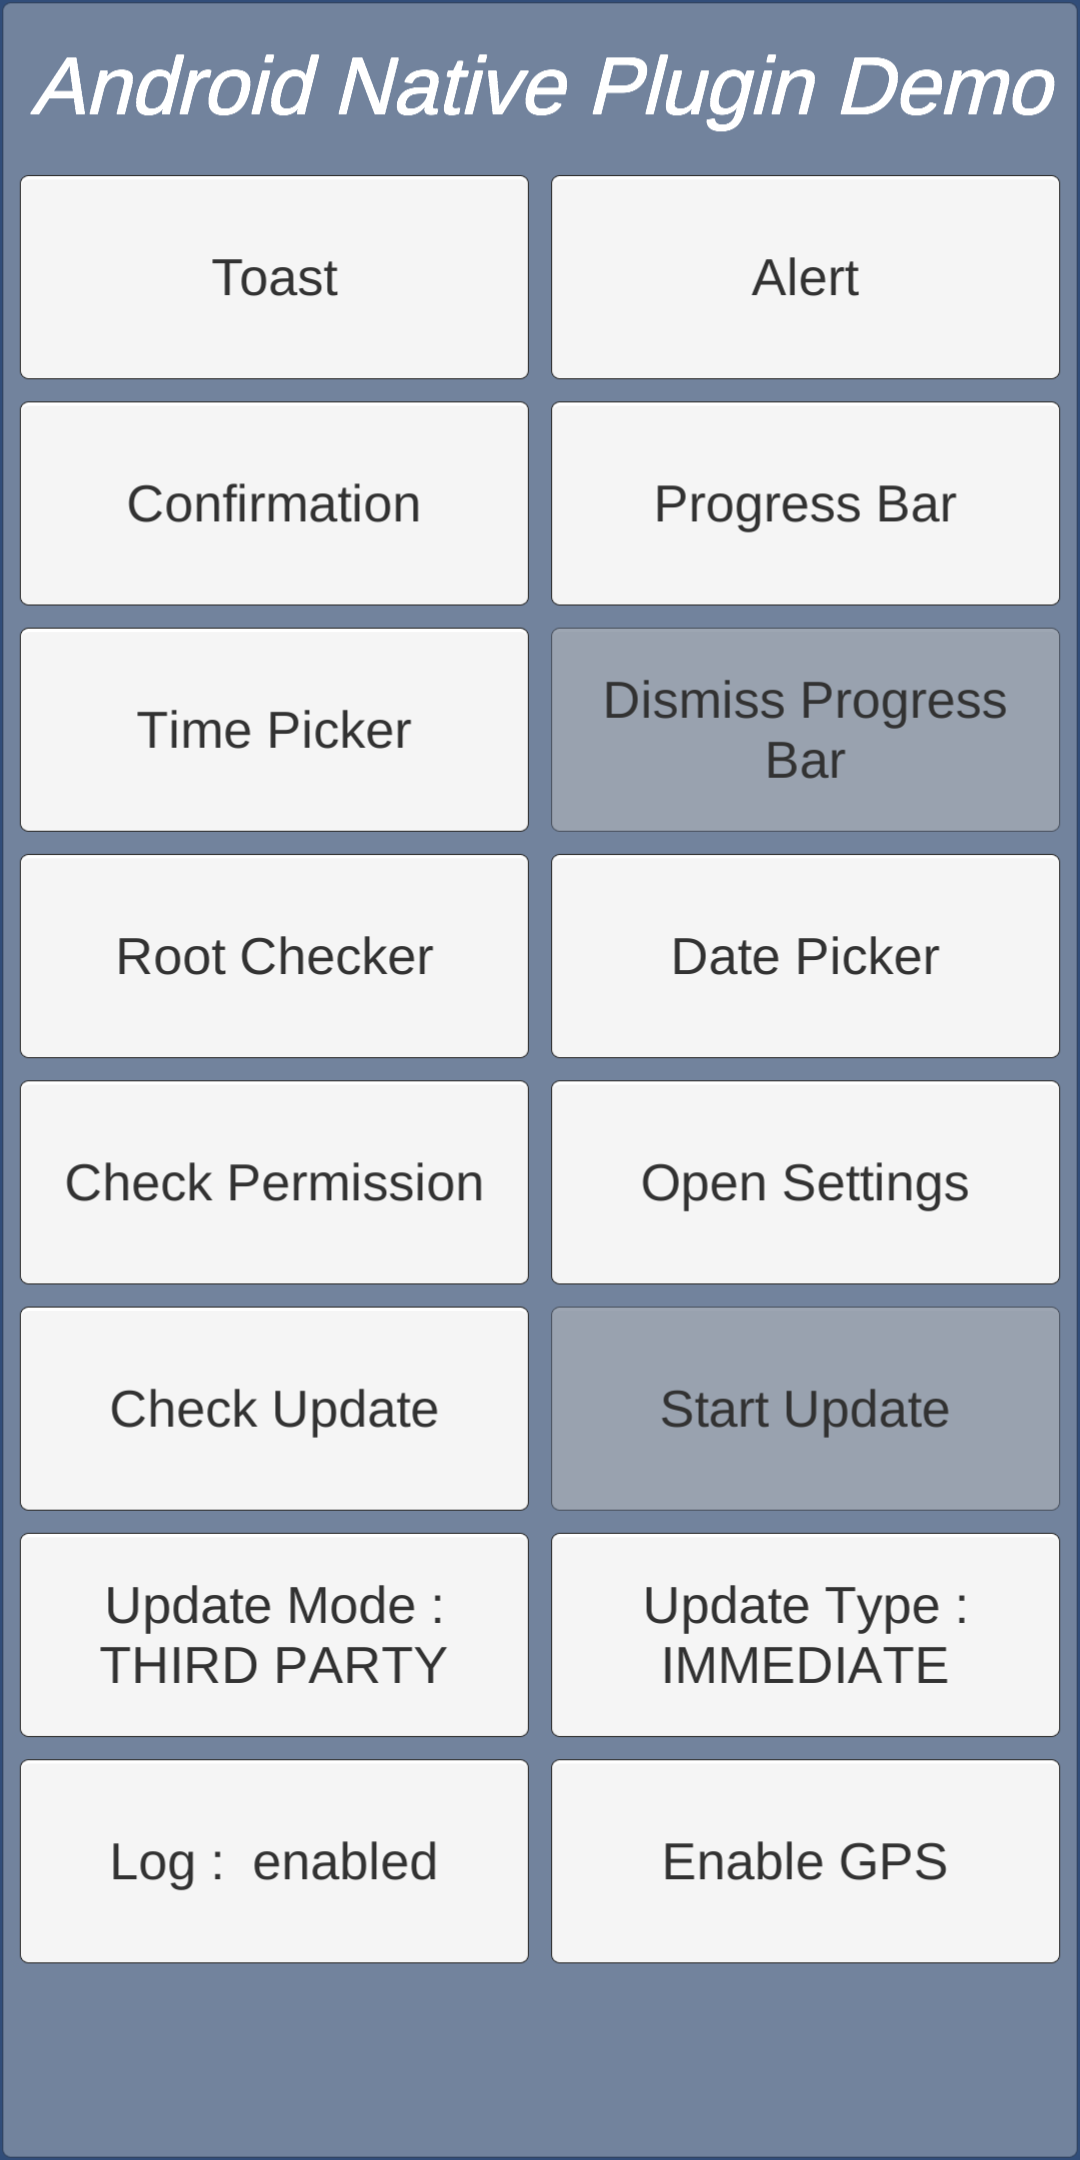 Android Native Plugin Demo
Toast
Alert
Confirmation
Progress Bar
Time Picker
Dismiss Progress
Bar
Root Checker
Date Picker
Check Permission
Open Settings
Check Update
Start Update
Update Mode :
THIRD PARTY
Update Type :
IMMEDIATE
Log :  enabled
Enable GPS